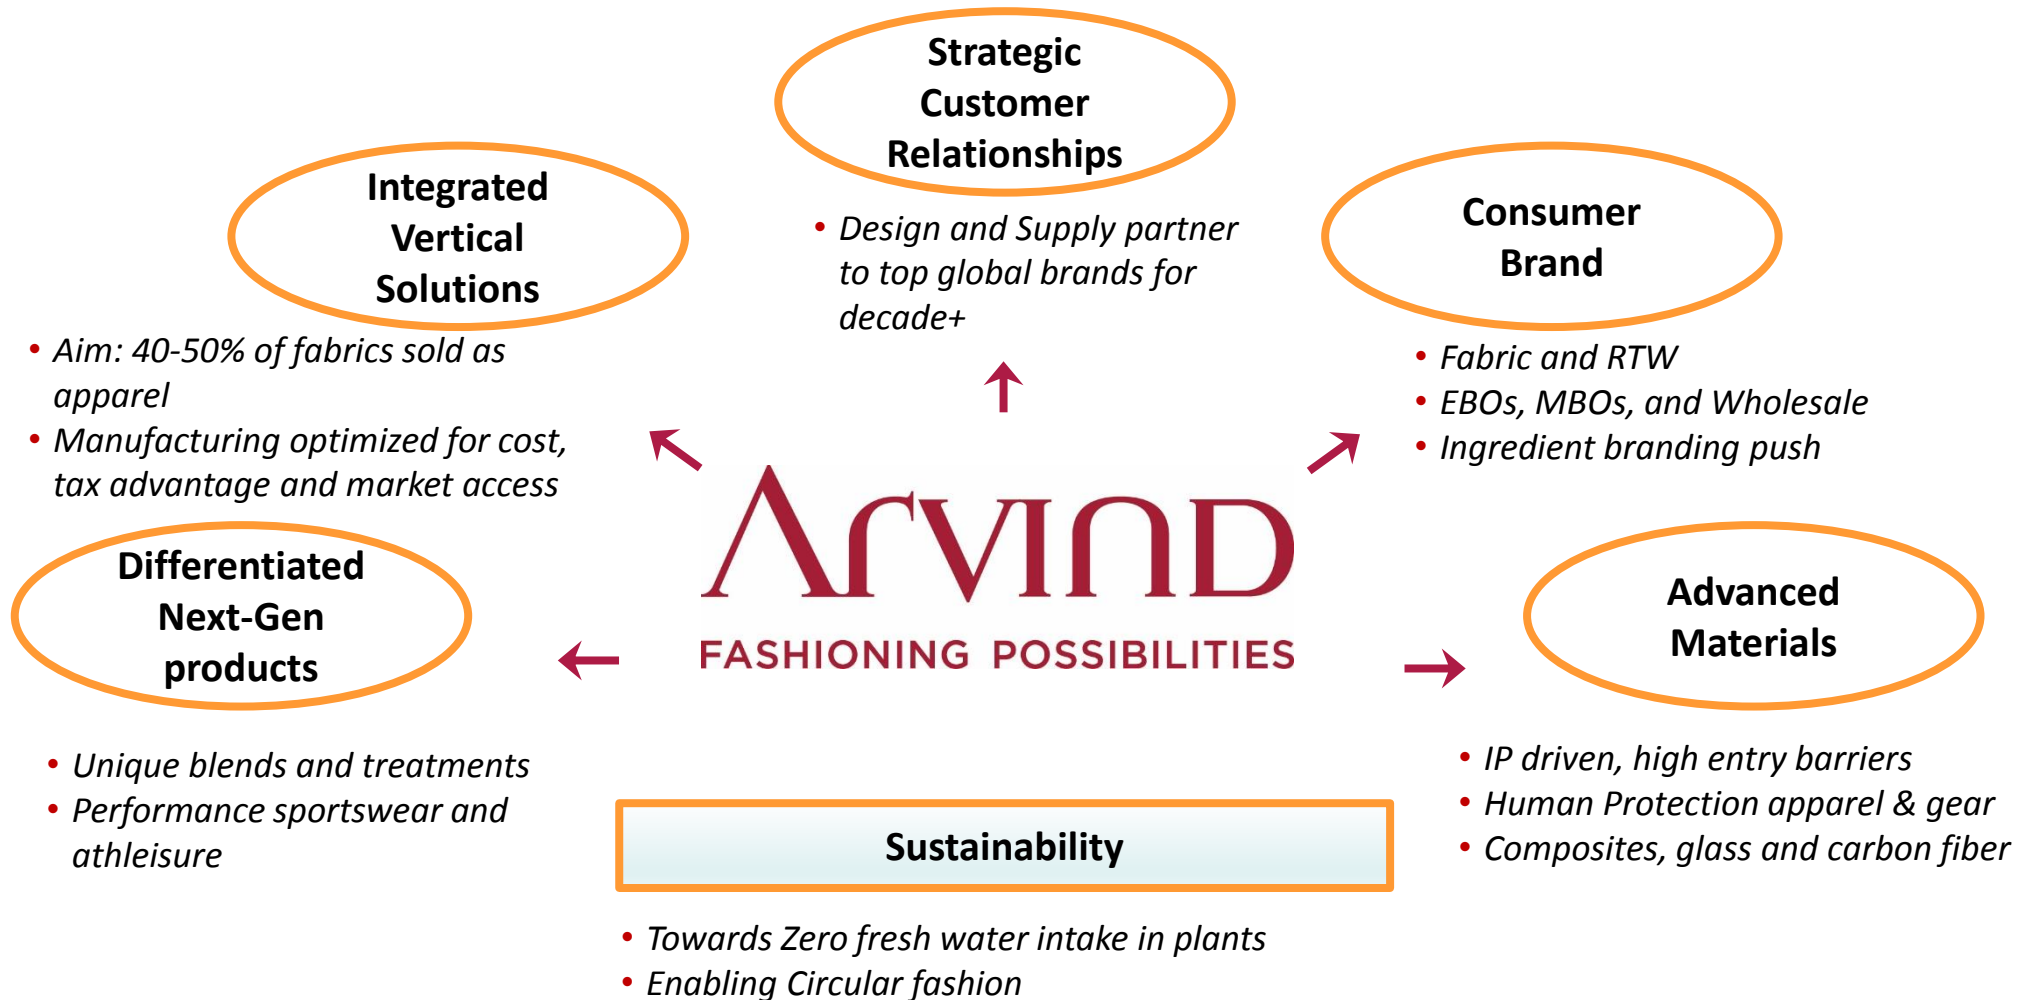 Strategic
Customer
Relationships
• Design and Supply partner
to top global brands for
decade+
Integrated
Vertical
Solutions
• Aim: 40-50% of fabrics sold as
apparel
• Manufacturing optimized for cost,
tax advantage and market access
Consumer
Brand
• Fabric and RTW
• EBOs, MBOs, and Wholesale
• Ingredient branding push
ARVIND
FASHIONING POSSIBILITIES
Differentiated
Next-Gen
products
• Unique blends and treatments
• Performance sportswear and
athleisure
Advanced
Materials
• IP driven, high entry barriers
• Human Protection apparel & gear
• Composites, glass and carbon fiber
Sustainability
• Towards Zero fresh water intake in plants
• Enabling Circular fashion